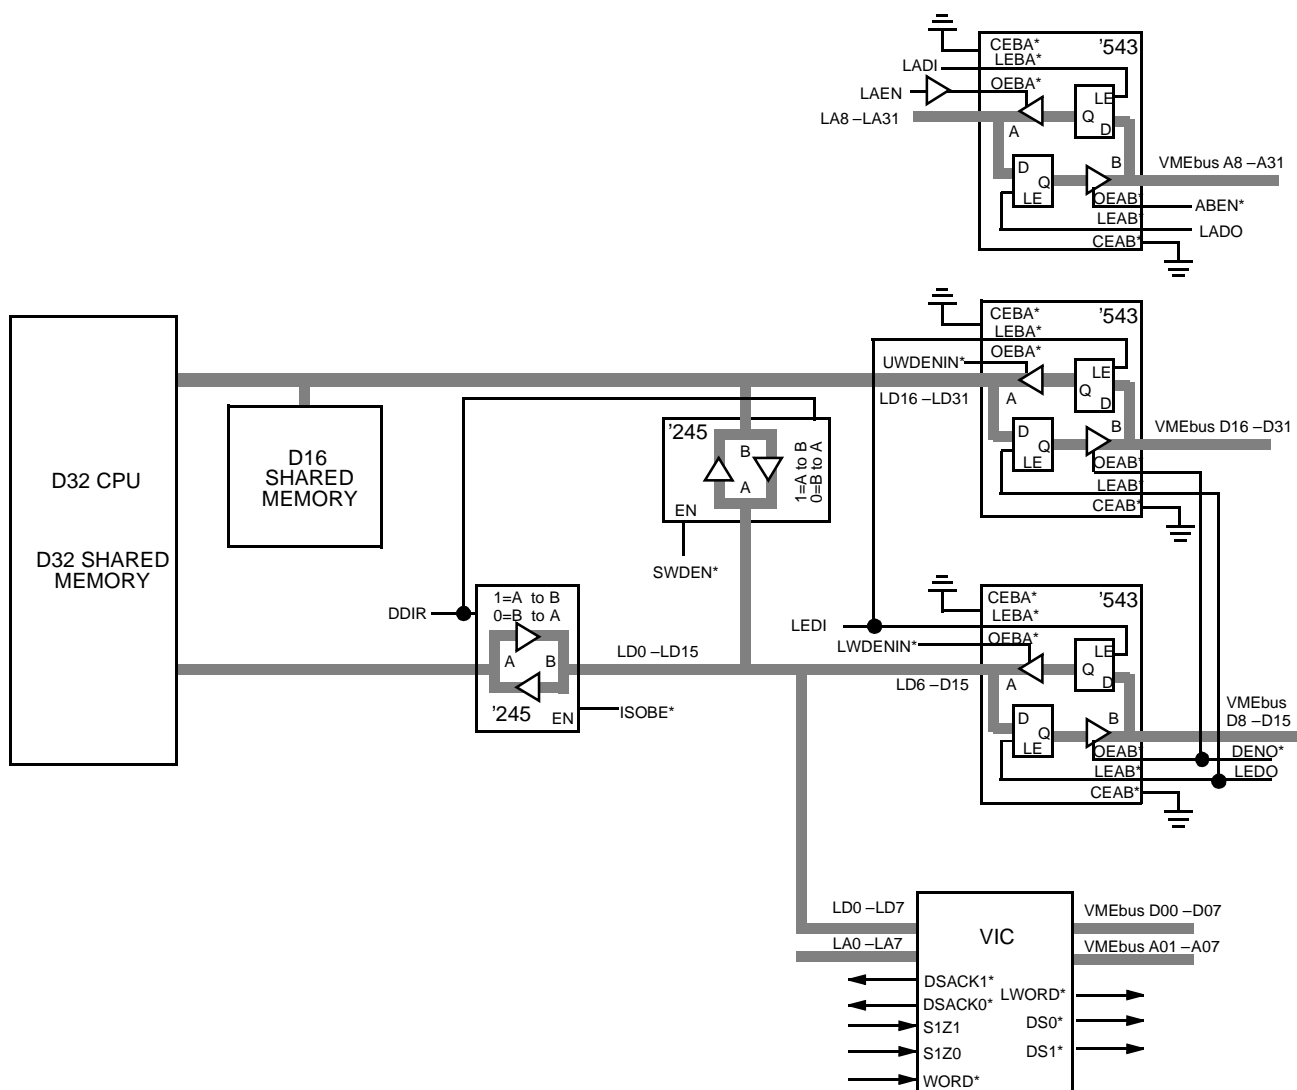 CEBA*
'543
LADI
LEBA*
LAEN
OEBA*
LE
Q
D
LA8 –LA31
A
D
Q
LE
B
VMEbus A8 –A31
OEAB*
ABEN*
LEAB*
LADO
CEAB*
CEBA*
'543
LEBA*
OEBA*
UWDENIN*
LE
Q
D
LD16 –LD31
A
D
Q
LE
B
VMEbus D16 –D31
OEAB*
LEAB*
CEAB*
D32 CPU
D32 SHARED
MEMORY
D16
SHARED
MEMORY
'245
B
A
1=A to B
0=B to A
EN
SWDEN*
DDIR
1=A to B
0=B to A
A
B
'245
EN
ISOBE*
LD0 –LD15
LEDI
LWDENIN*
CEBA*
'543
LEBA*
OEBA*
LE
Q
D
LD6 –D15
A
D
Q
LE
B
VMEbus
D8 –D15
OEAB*
DENO*
LEAB*
LEDO
CEAB*
LD0 –LD7
VIC
VMEbus D00 –D07
LA0 –LA7
VMEbus A01 –A07
DSACK1*
LWORD*
DSACK0*
DS0*
S1Z1
DS1*
S1Z0
WORD*